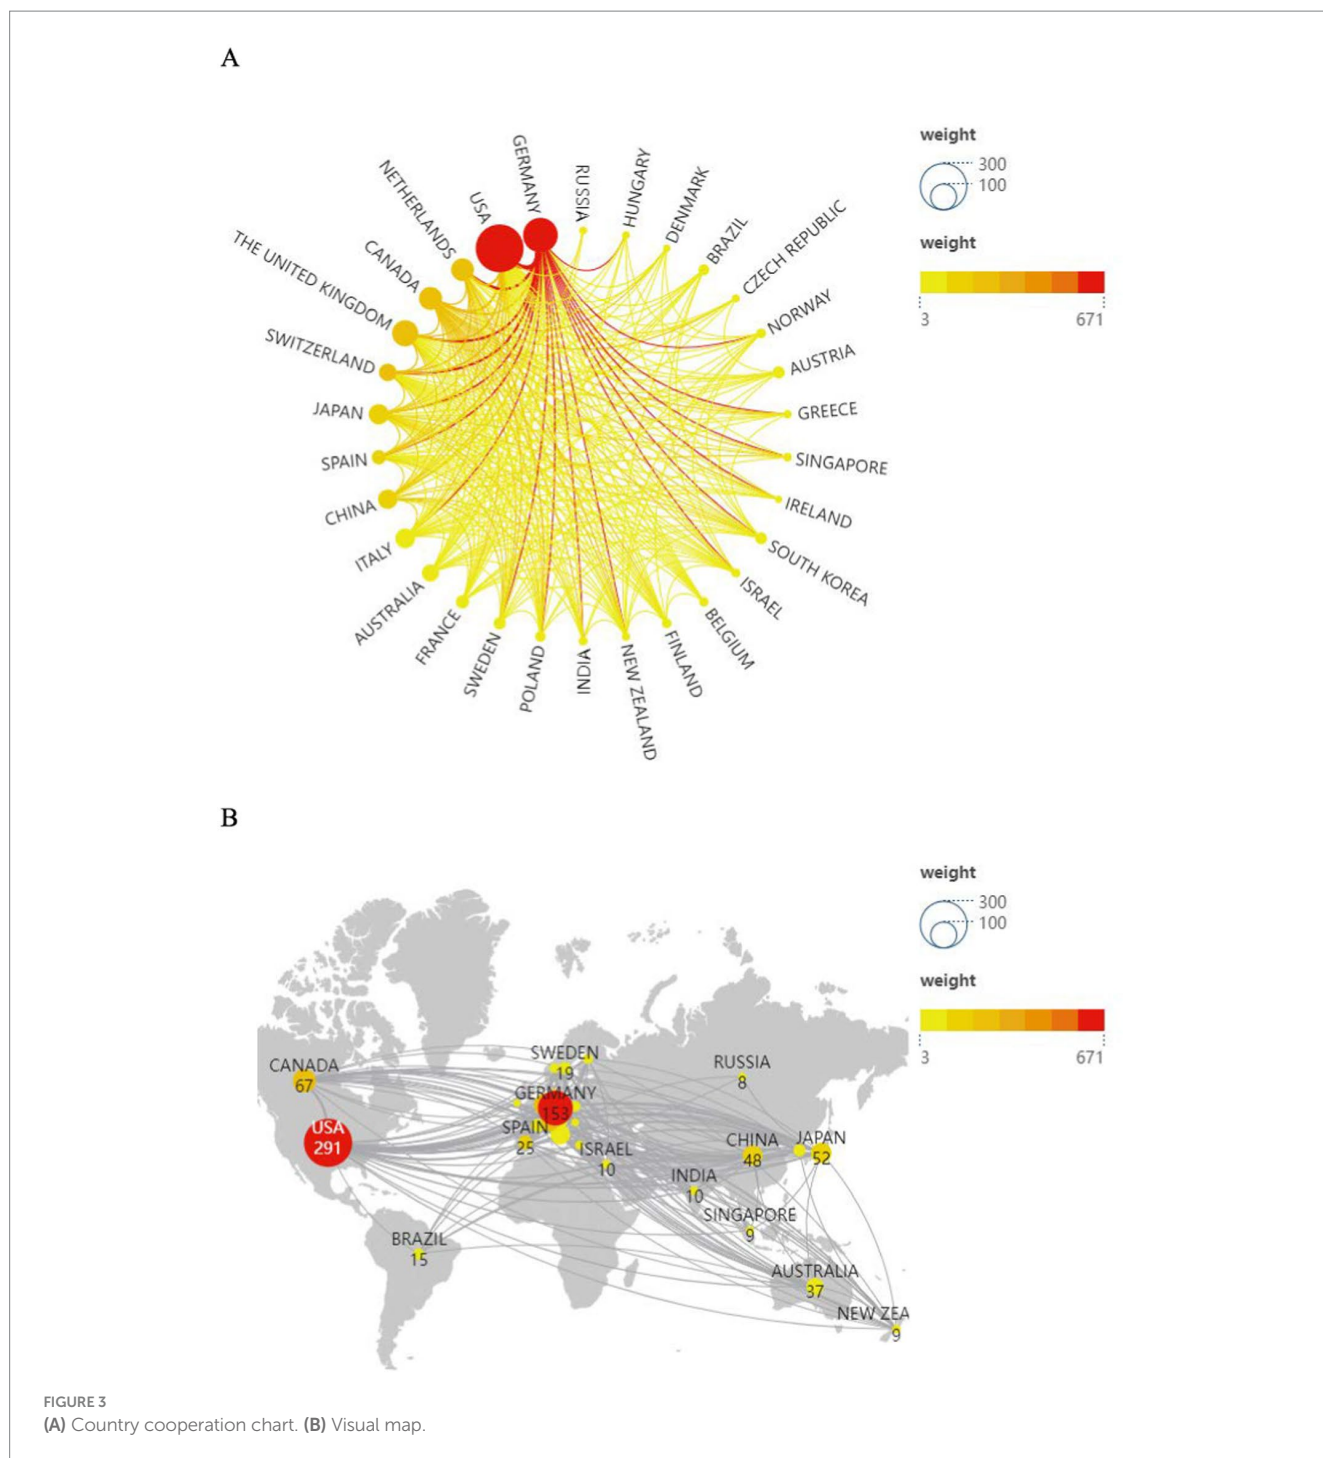 A
GERMANY
RUSSIA
HUNGARY
DENMARK
BRAZIL
CZECH REPUBLIC
NORWAY
AUSTRIA
GREECE
SINGAPORE
IRELAND
SOUTH KOREA
ISRAEL
BELGIUM
FINLAND
NEW ZEALAND
INDIA
POLAND
SWEDEN
FRANCE
AUSTRALIA
ITALY
CHINA
SPAIN
JAPAN
SWITZERLAND
THE UNITED KINGDOM
CANADA
NETHERLANDS
USA
weight
300
100
weight
3 671
B
weight
300
100
weight
3 671
CANADA
67
USA
291
BRAZIL
15
SWEDEN
19
GERMANY
153
SPAIN
25
ISRAEL
10
RUSSIA
8
CHINA
48
JAPAN
52
INDIA
10
SINGAPORE
9
AUSTRALIA
37
NEW ZEA
9
FIGURE 3
(A) Country cooperation chart. (B) Visual map.